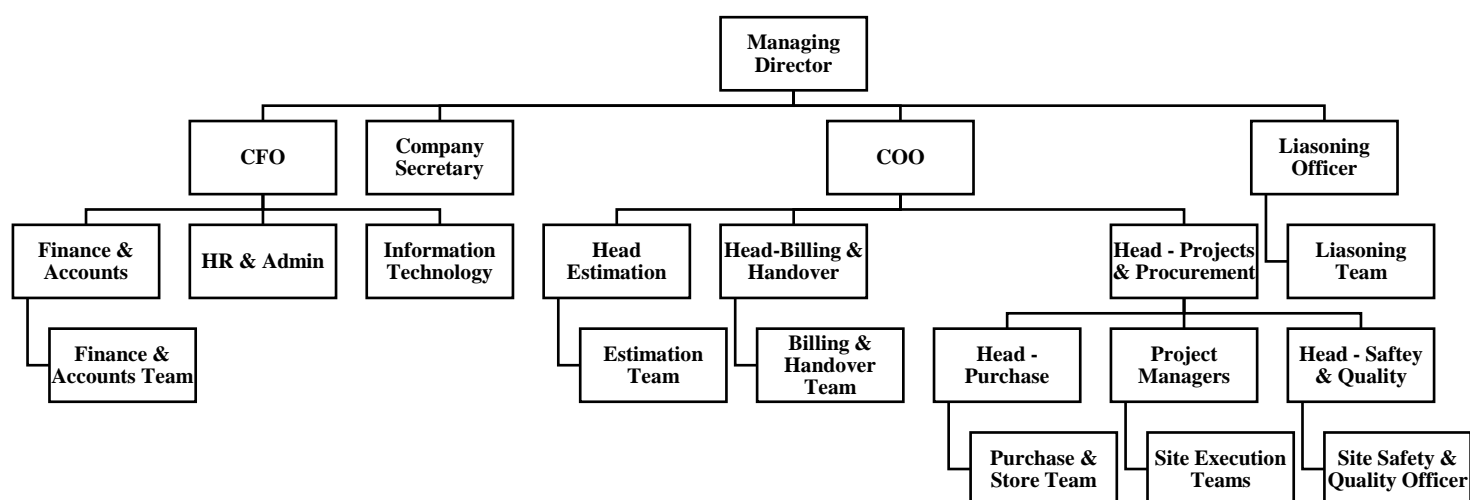 Managing
Director
CFO
Company
Secretary
COO
Liasoning
Officer
Finance &
Accounts
HR & Admin
Information
Technology
Head
Estimation
Head-Billing &
Handover
Head - Projects
& Procurement
Liasoning
Team
Finance &
Accounts Team
Estimation
Team
Billing &
Handover
Team
Head -
Purchase
Project
Managers
Head - Saftey
& Quality
Purchase &
Store Team
Site Execution
Teams
Site Safety &
Quality Officer